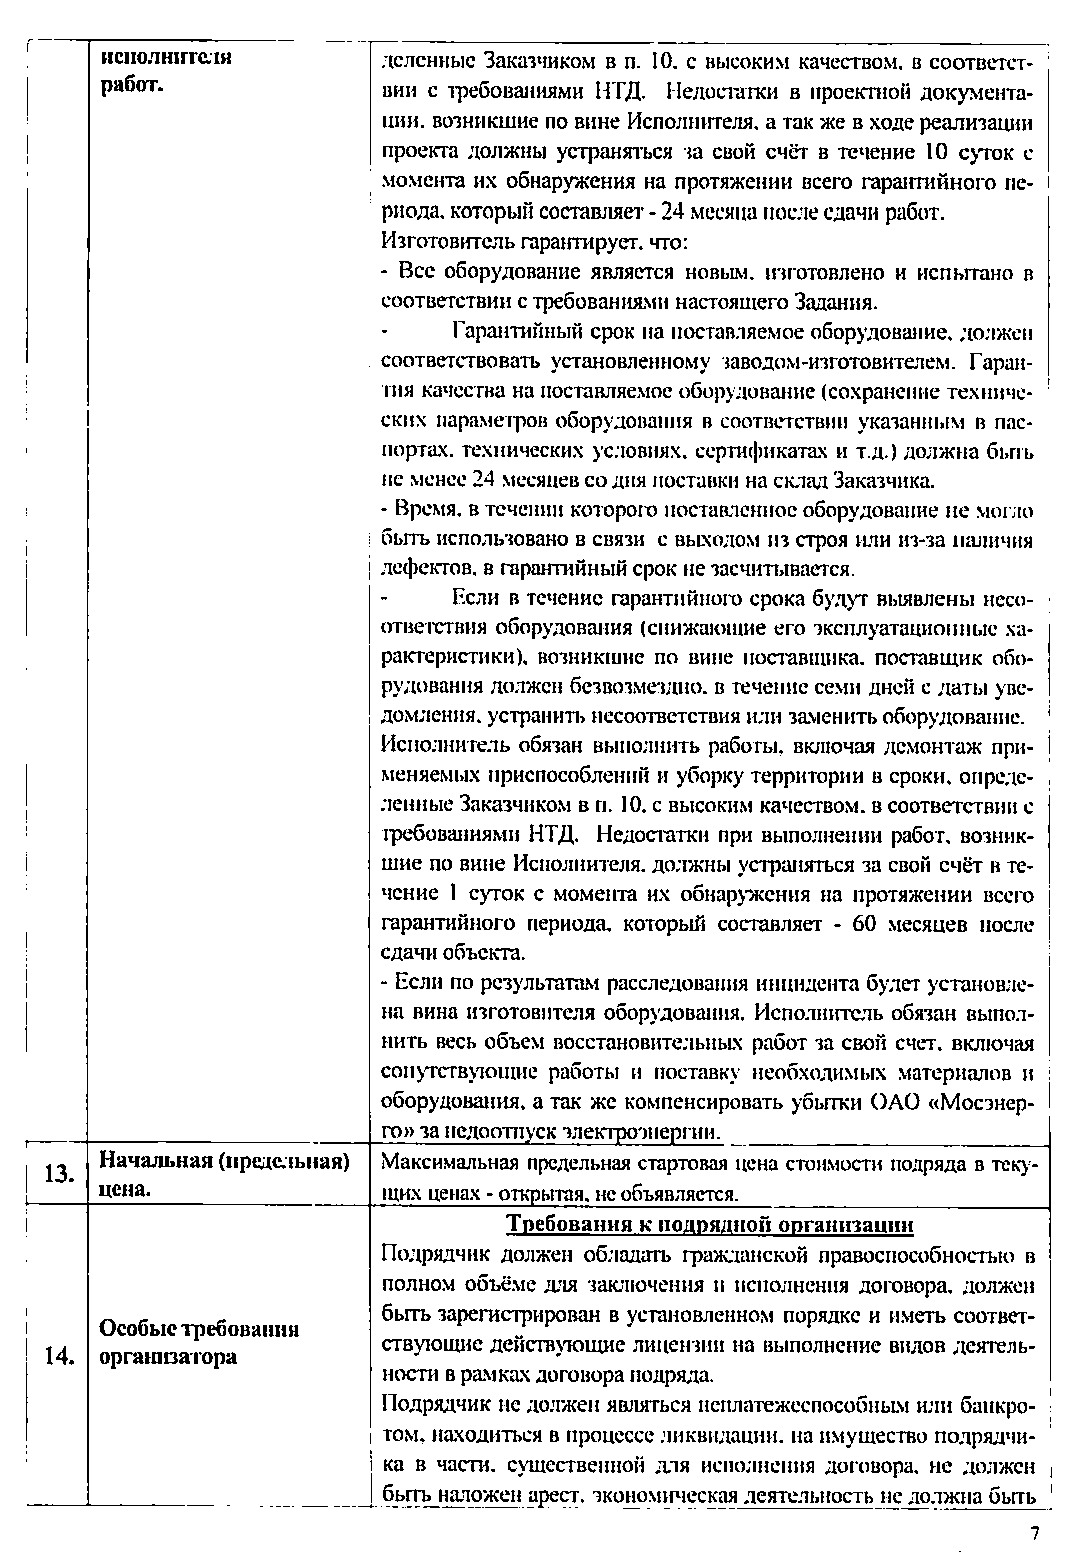 исполнителя
работ.
деленные Заказчиком в п. 10. с высоким качеством, в соответст-
вии с требованиями НТД. Недостатки в проектной документа-
ции, возникшие по вине Исполнителя, а так же в ходе реализации
проекта должны устраняться за свой счёт в течение 10 суток с
момента их обнаружения на протяжении всего гарантийного пе-
риода, который составляет - 24 месяца после сдачи работ.
Изготовитель гарантирует, что:
- Все оборудование является новым, изготовлено и испытано в
соответствии с требованиями настоящего Задания.
- Гарантийный срок на поставляемое оборудование, должен
соответствовать установленному заводом-изготовителем. Гаран-
тия качества на поставляемое оборудование (сохранение техниче-
ских параметров оборудования в соответствии указанным в пас-
портах, технических условиях, сертификатах и т.д.) должна быть
не менее 24 месяцев со дня поставки на склад Заказчика.
- Время, в течении которого поставленное оборудование не могло
быть использовано в связи с выходом из строя или из-за наличия
дефектов, в гарантийный срок не засчитывается.
- Если в течение гарантийного срока будут выявлены несо-
ответствия оборудования (снижающие его эксплуатационные ха-
рактеристики), возникшие по вине поставщика, поставщик обо-
рудования должен безвозмездно, в течение семи дней с даты уве-
домления, устранить несоответствия или заменить оборудование.
Исполнитель обязан выполнить работы, включая демонтаж при-
меняемых приспособлений и уборку территории в сроки, опреде-
ленные Заказчиком в п. 10. с высоким качеством, в соответствии с
требованиями НТД. Недостатки при выполнении работ, возник-
шие по вине Исполнителя, должны устраняться за свой счёт в те-
чение 1 суток с момента их обнаружения на протяжении всего
гарантийного периода, который составляет - 60 месяцев после
сдачи объекта.
- Если по результатам расследования инцидента будет установле-
на вина изготовителя оборудования, Исполнитель обязан выпол-
нить весь объем восстановительных работ за свой счет, включая
сопутствующие работы и поставку необходимых материалов и
оборудования, а так же компенсировать убытки ОАО «Мосэнер-
го» за недоотпуск электроэнергии.
13.
Начальная (предельная)
цена.
Максимальная предельная стартовая цена стоимости подряда в теку-
щих ценах - открытая, не объявляется.
14.
Особые требования
организатора
Требования к подрядной организации
Подрядчик должен обладать гражданской правоспособностью в
полном объёме для заключения и исполнения договора, должен
быть зарегистрирован в установленном порядке и иметь соответ-
ствующие действующие лицензии на выполнение видов деятель-
ности в рамках договора подряда.
Подрядчик не должен являться неплатежеспособным или банкро-
том, находиться в процессе ликвидации, на имущество подрядчи-
ка в части, существенной для исполнения договора, не должен
быть наложен арест, экономическая деятельность не должна быть
7